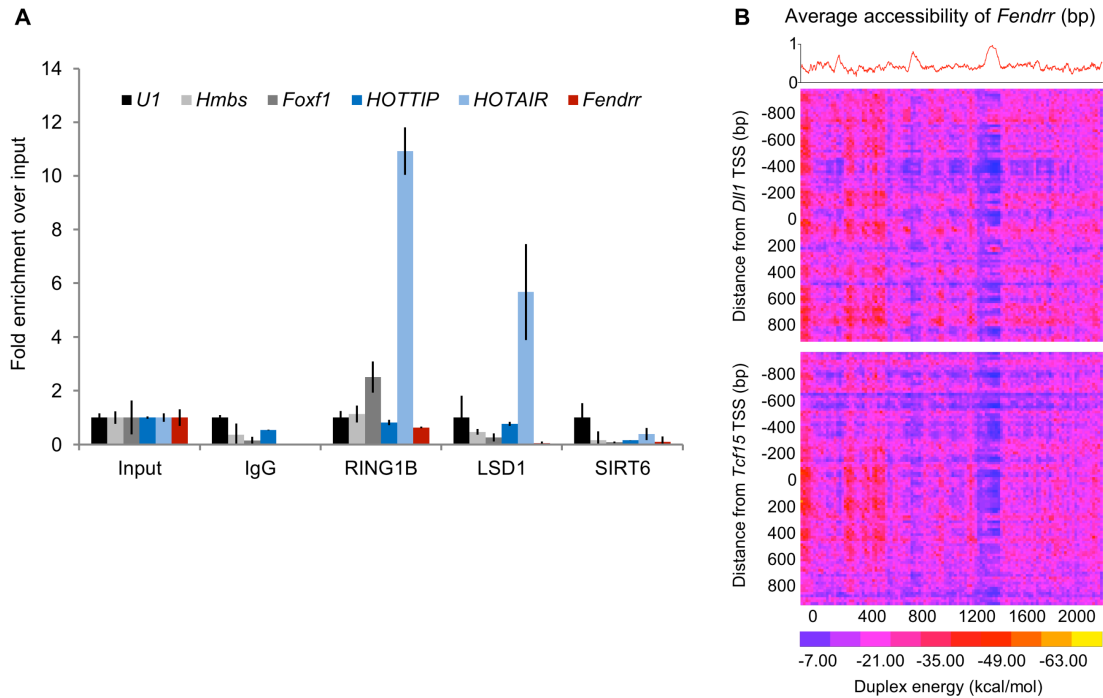 A
Fold enrichment over input
14
12
10
8
6
4
2
0
U1 Hmbs Foxf1 HOTTIP HOTAIR Fendrr
Input IgG RING1B LSD1 SIRT6
B
Average accessibility of Fendrr (bp)
1
0
Distance from Dll1 TSS (bp)
-800
-600
-400
-200
0
200
400
600
800
Distance from Tcf15 TSS (bp)
-800
-600
-400
-200
0
200
400
600
800
0 400 800 1200 1600 2000
-7.00 -21.00 -35.00 -49.00 -63.00
Duplex energy (kcal/mol)